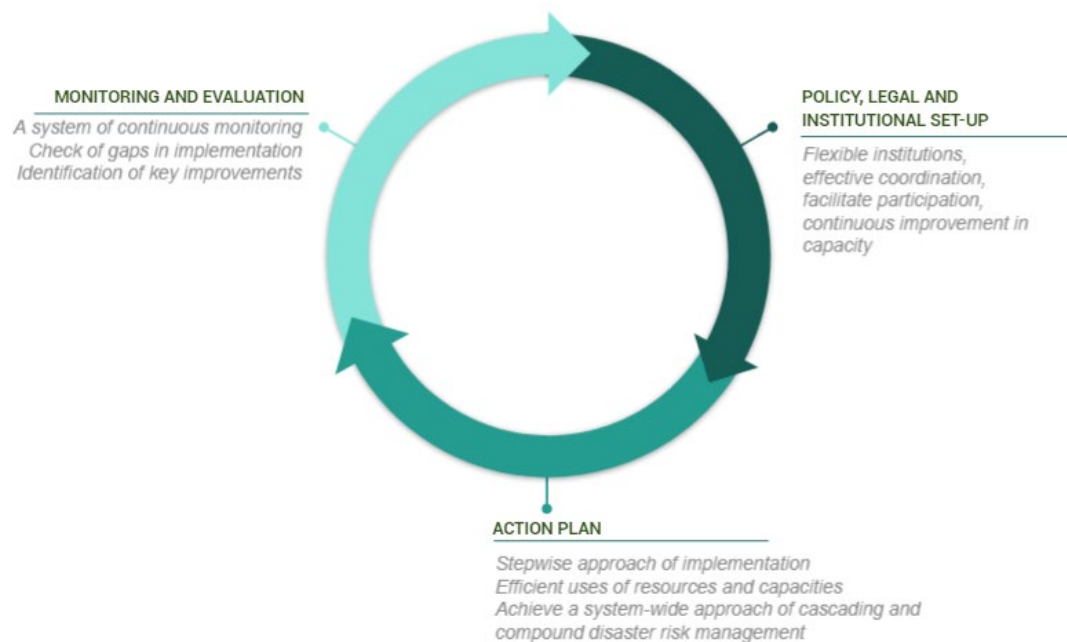 MONITORING AND EVALUATION
A system of continuous monitoring
Check of gaps in implementation
Identification of key improvements
POLICY, LEGAL AND
INSTITUTIONAL SET-UP
Flexible institutions,
effective coordination,
facilitate participation,
continuous improvement in
capacity
ACTION PLAN
Stepwise approach of implementation
Efficient uses of resources and capacities
Achieve a system-wide approach of cascading and
compound disaster risk management